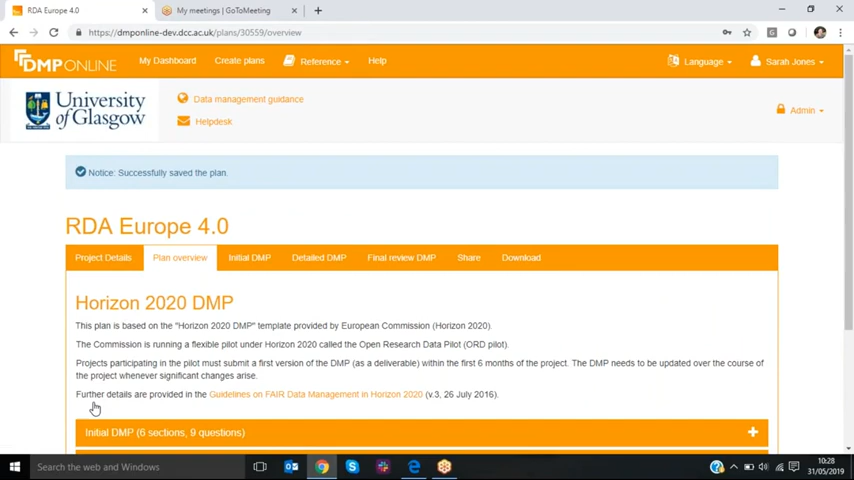 RDA Europe 4.0
My meetings | GoToMeeting
https://dmponline-dev.dcc.ac.uk/plans/30559/overview
DMPONLINE
My Dashboard
Create plans
Reference
Help
Language
Sarah Jones
University of Glasgow
Data management guidance
Helpdesk
Admin
Notice: Successfully saved the plan.
RDA Europe 4.0
Project Details
Plan overview
Initial DMP
Detailed DMP
Final review DMP
Share
Download
Horizon 2020 DMP
This plan is based on the "Horizon 2020 DMP" template provided by European Commission (Horizon 2020).
The Commission is running a flexible pilot under Horizon 2020 called the Open Research Data Pilot (ORD pilot).
Projects participating in the pilot must submit a first version of the DMP (as a deliverable) within the first 6 months of the project. The DMP needs to be updated over the course of
the project whenever significant changes arise.
Further details are provided in the Guidelines on FAIR Data Management in Horizon 2020 (v.3, 26 July 2016).
Initial DMP (6 sections, 9 questions)
Search the web and Windows
10:28
31/05/2019